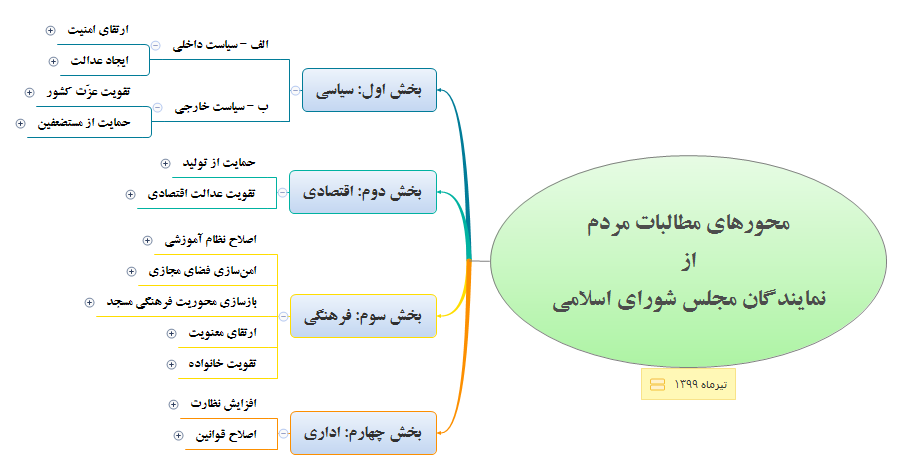 محورهای مطالبات مردم
از
نمایندگان مجلس شورای اسلامی
تیرماه ۱۳۹۹
بخش اول: سیاسی
الف – سیاست داخلی
ارتقای امنیت
ایجاد عدالت
ب – سیاست خارجی
تقویت عزّت کشور
حمایت از مستضعفین
بخش دوم: اقتصادی
حمایت از تولید
تقویت عدالت اقتصادی
بخش سوم: فرهنگی
اصلاح نظام آموزشی
امن‌سازی فضای مجازی
بازسازی محوریت فرهنگی مسجد
ارتقای معنویت
تقویت خانواده
بخش چهارم: اداری
افزایش نظارت
اصلاح قوانین